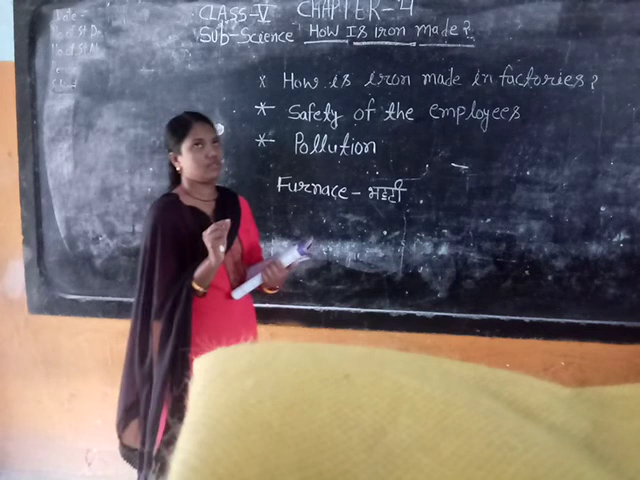 Date -
CLASS-V CHAPTER-4
Sub-Science HOW IS iron made?
* How is iron made in factories?
* Safety of the employees
* Pollution
Furnace - भट्टी